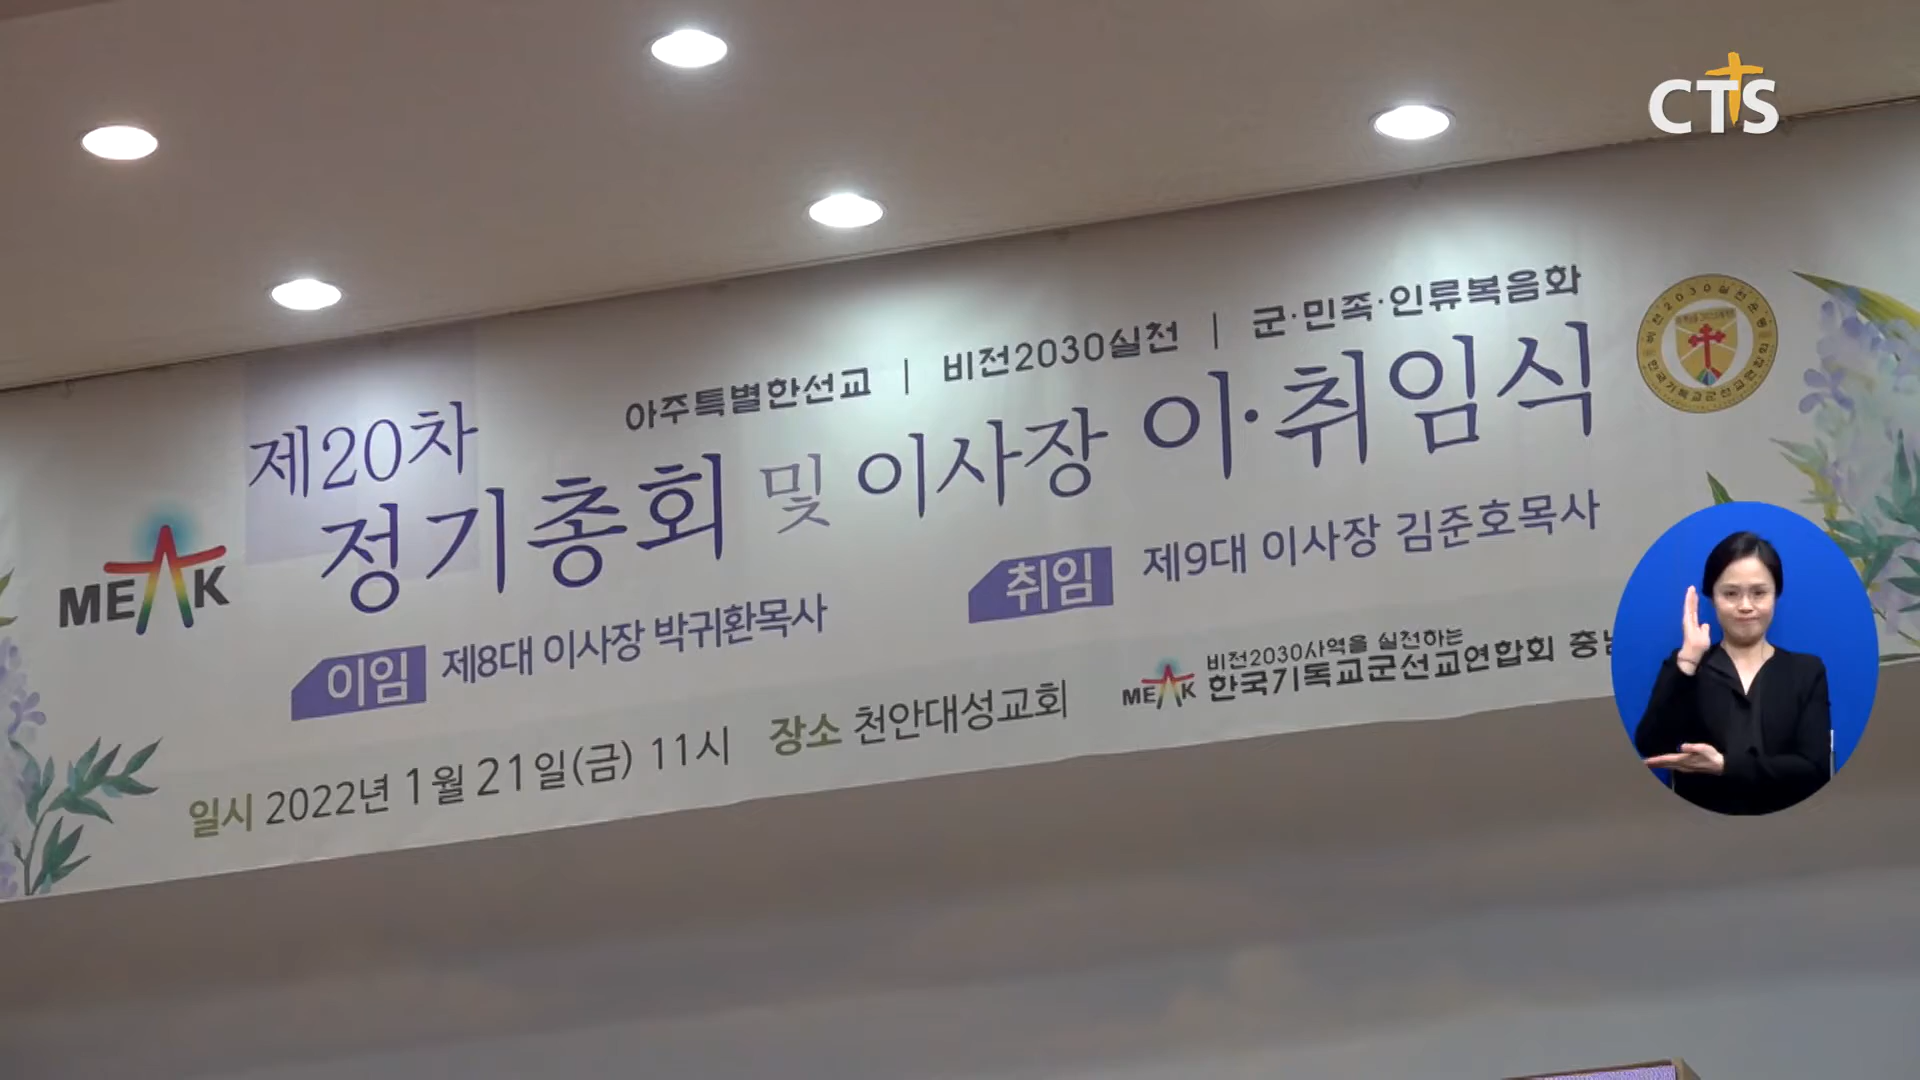 CTS
아주특별한선교 | 비전2030실천 | 군·민족·인류복음화
제20차
정기총회 및 이사장 이·취임식
MEAK
이임 제8대 이사장 박귀환목사
취임 제9대 이사장 김준호목사
일시 2022년 1월 21일(금) 11시 장소 천안대성교회
MEAK 비전2030사역을 실천하는
한국기독교군선교연합회